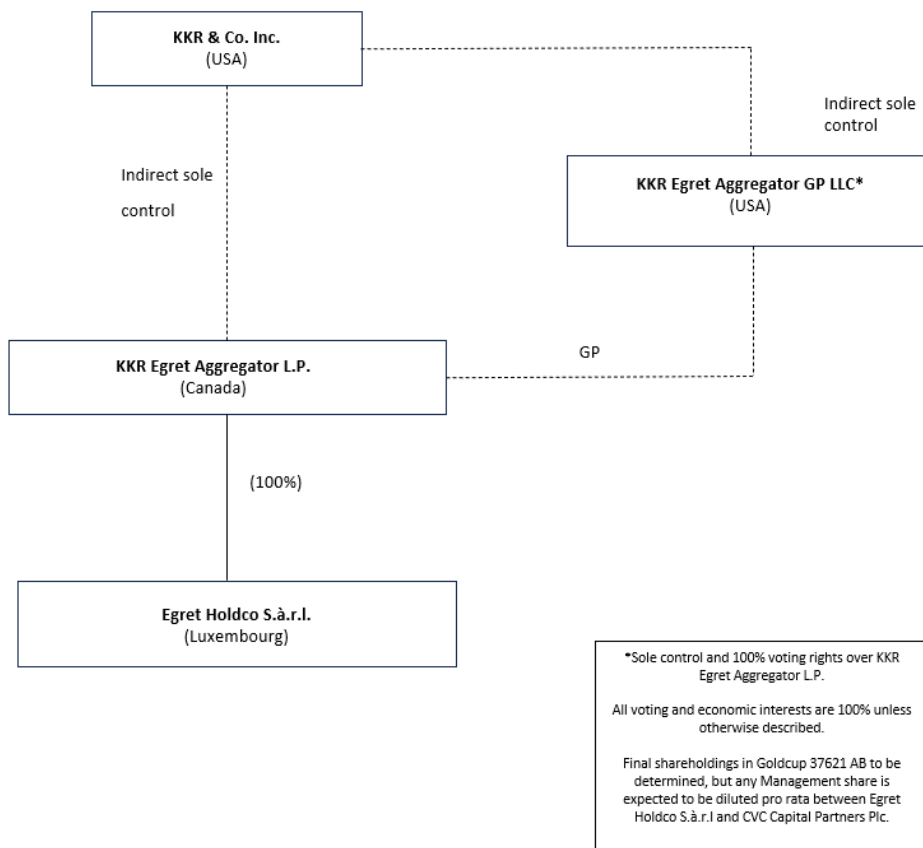 KKR & Co. Inc.
(USA)
Indirect sole
control
KKR Egret Aggregator GP LLC*
(USA)
Indirect sole
control
KKR Egret Aggregator L.P.
(Canada)
GP
(100%)
Egret Holdco S.à.r.l.
(Luxembourg)
*Sole control and 100% voting rights over KKR
Egret Aggregator L.P.
All voting and economic interests are 100% unless
otherwise described.
Final shareholdings in Goldcup 37621 AB to be
determined, but any Management share is
expected to be diluted pro rata between Egret
Holdco S.à.r.l and CVC Capital Partners Plc.